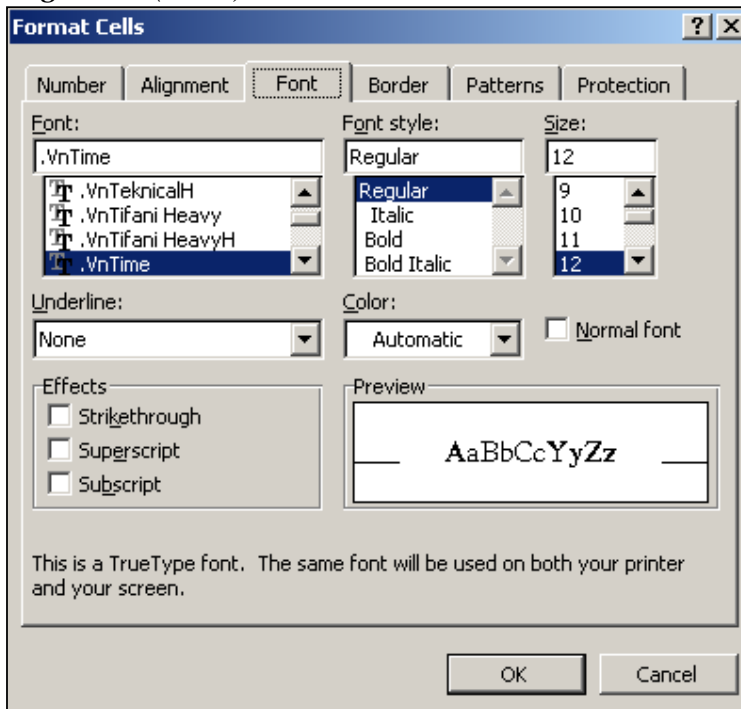 Format Cells
Number Alignment Font Border Patterns Protection
Font: Font style: Size:
.VnTime Regular 12
.VnTeknicalH Regular 9
.VnTifani Heavy Italic 10
.VnTifani HeavyH Bold 11
.VnTime Bold Italic 12
Underline: Color:
None Automatic Normal font
Effects Preview
Strikethrough
Superscript AaBbCcYyZz
Subscript
This is a TrueType font. The same font will be used on both your printer
and your screen.
OK Cancel